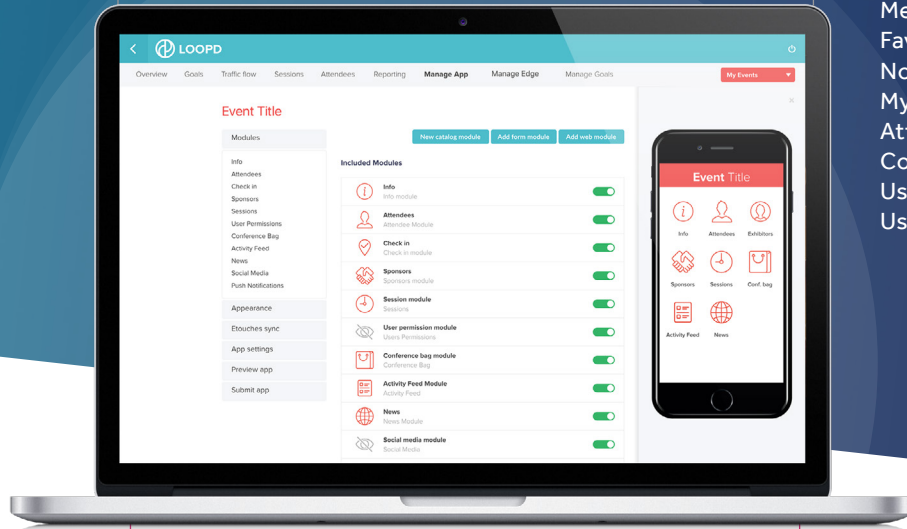 LOOPD
Overview Goals Traffic flow Sessions Attendees Reporting Manage App Manage Edge Manage Goals My Events
Event Title
Modules
Info
Attendees
Check in
Sponsors
Sessions
User Permissions
Conference Bag
Activity Feed
News
Social Media
Push Notifications
Appearance
Etouches sync
App settings
Preview app
Submit app
New catalog module Add form module Add web module
Included Modules
Info
Info module
Attendees
Attendee Module
Check in
Check in module
Sponsors
Sponsors module
Session module
Sessions
User permission module
Users Permissions
Conference bag module
Conference Bag
Activity Feed Module
Activity Feed
News
News Module
Social media module
Social Media
Event Title
Info Attendees Exhibitors
Sponsors Sessions Conf. bag
Activity Feed News
Me
Fav
No
My
Att
Co
Us
Us